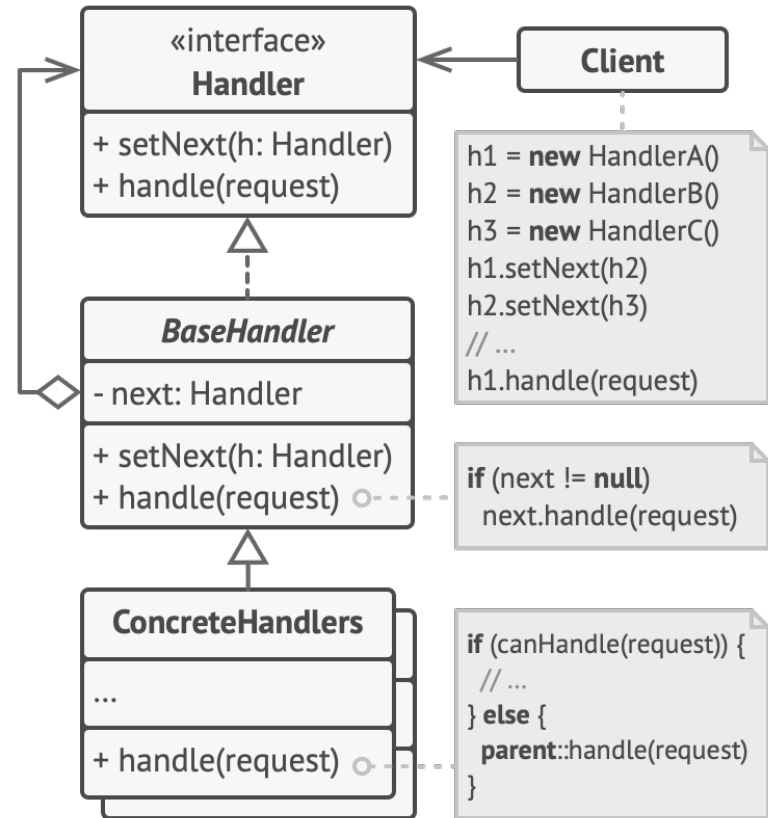 «interface»
Handler
+ setNext(h: Handler)
+ handle(request)
Client
h1 = new HandlerA()
h2 = new HandlerB()
h3 = new HandlerC()
h1.setNext(h2)
h2.setNext(h3)
// ...
h1.handle(request)
BaseHandler
- next: Handler
+ setNext(h: Handler)
+ handle(request)
if (next != null)
next.handle(request)
ConcreteHandlers
...
+ handle(request)
if (canHandle(request)) {
// ...
} else {
parent::handle(request)
}